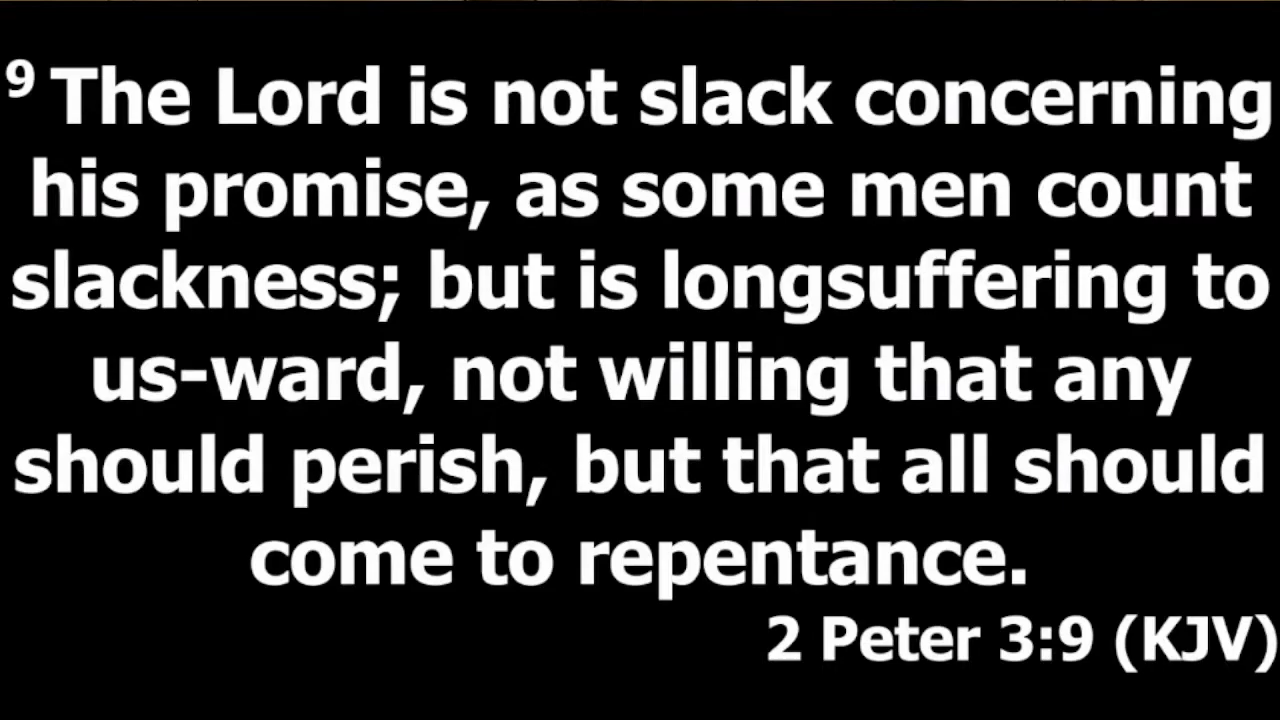 9 The Lord is not slack concerning
his promise, as some men count
slackness; but is longsuffering to
us-ward, not willing that any
should perish, but that all should
come to repentance.
2 Peter 3:9 (KJV)